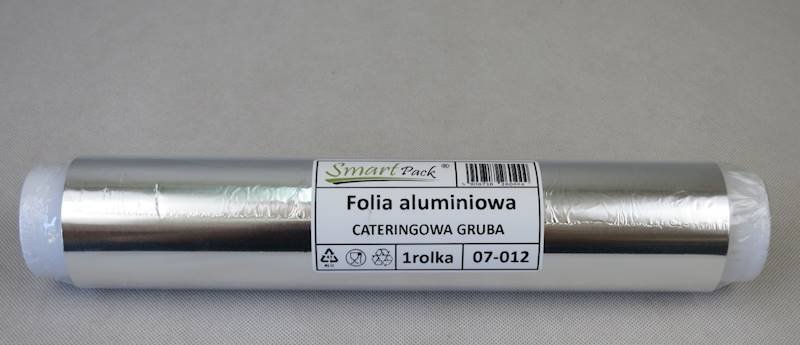 Smart Pack ®
Folia aluminiowa
CATERINGOWA GRUBA
1rolka
07-012